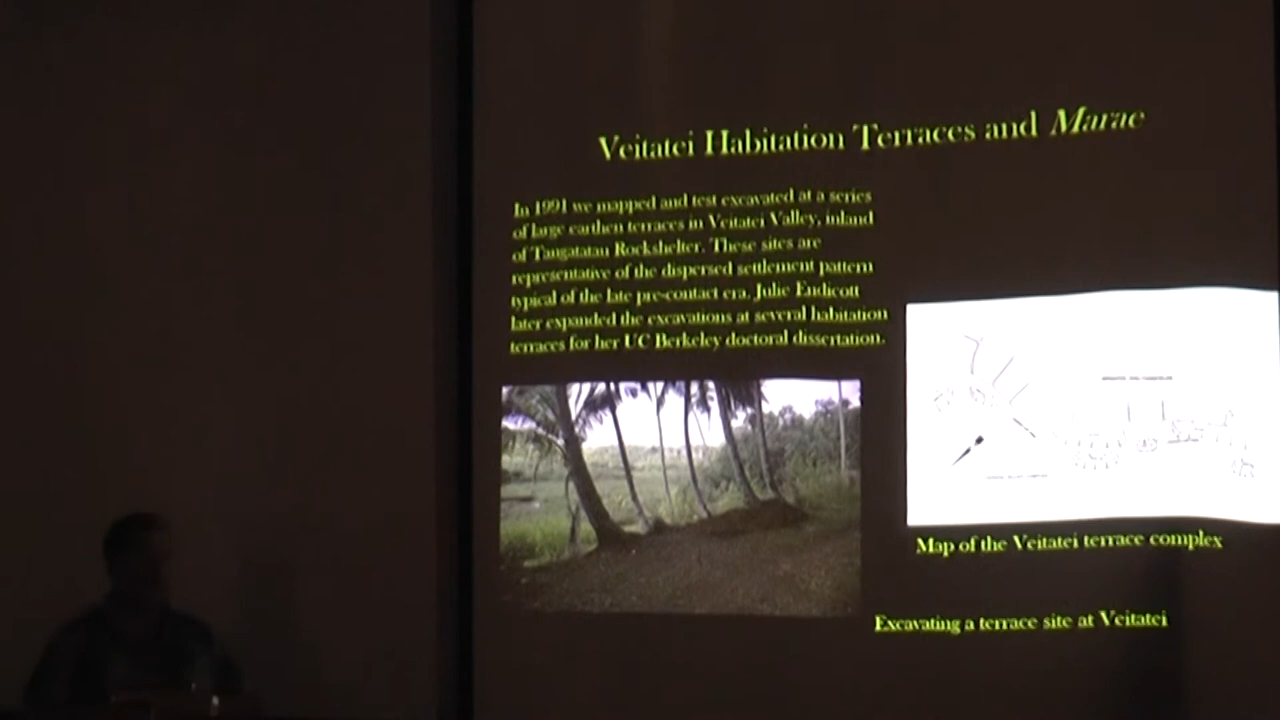 Veitatei Habitation Terraces and Marae
In 1991 we mapped and test excavated at a series
of large earthen terraces in Veitatei Valley, inland
of Tangatatau Rockshelter. These sites are
representative of the dispersed settlement pattern
typical of the late pre-contact era. Julie Endicott
later expanded the excavations at several habitation
terraces for her UC Berkeley doctoral dissertation.
Map of the Veitatei terrace complex
Excavating a terrace site at Veitatei